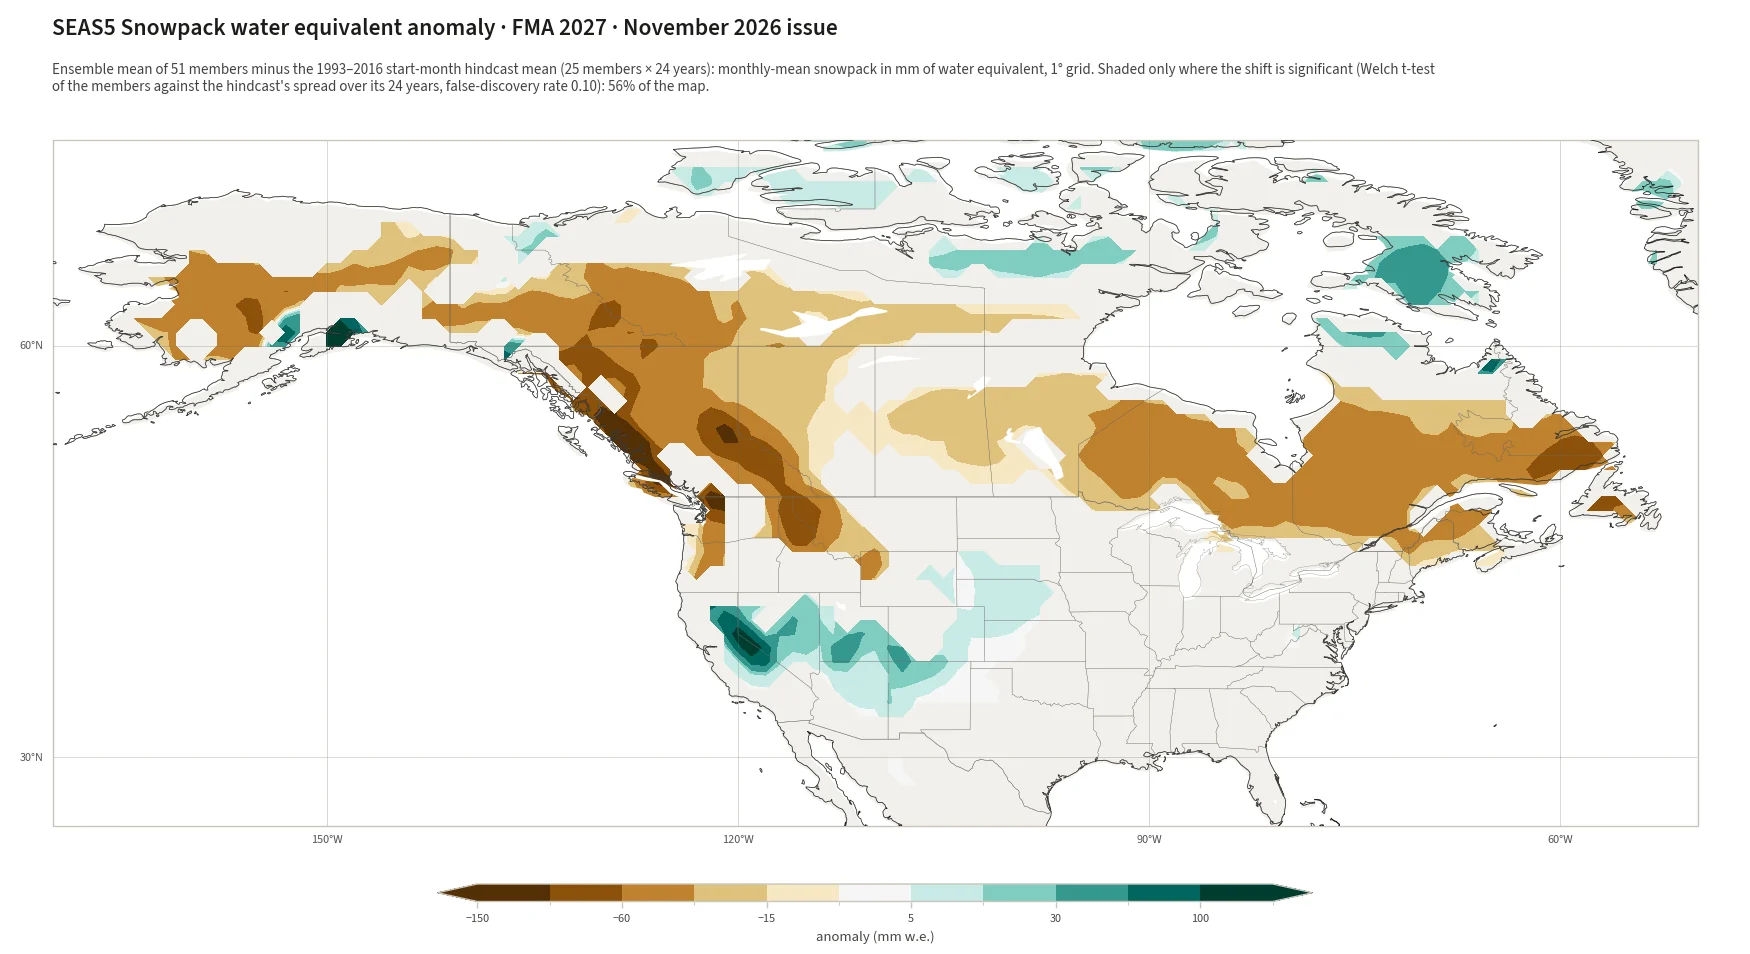 SEAS5 Snowpack water equivalent anomaly · FMA 2027 · November 2026 issue
Ensemble mean of 51 members minus the 1993–2016 start-month hindcast mean (25 members × 24 years): monthly-mean snowpack in mm of water equivalent, 1° grid. Shaded only where the shift is significant (Welch t-test
of the members against the hindcast's spread over its 24 years, false-discovery rate 0.10): 56% of the map.
60°N
30°N
150°W 120°W 90°W 60°W
−150 −60 −15 5 30 100
anomaly (mm w.e.)